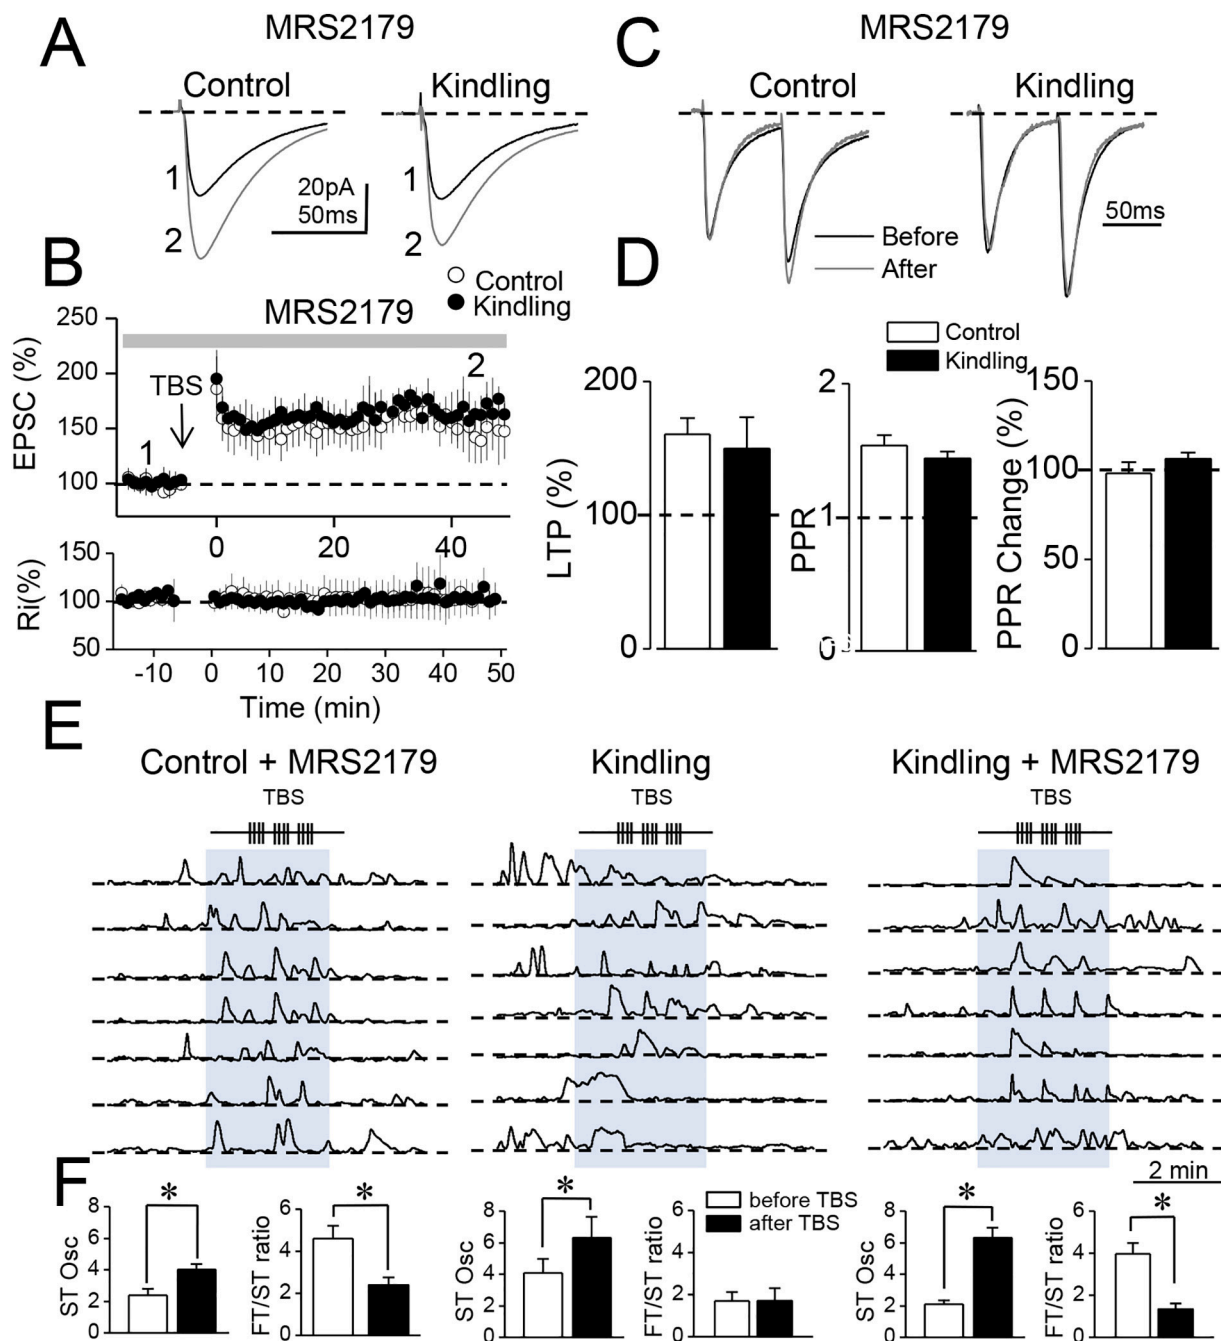 A
MRS2179
Control
Kindling
1
2
1
2
20pA
50ms
C
MRS2179
Control
Kindling
50ms
Before
After
B
Control
Kindling
MRS2179
EPSC (%)
250
200
150
100
TBS
1
2
0
20
40
Ri(%)
150
100
50
-10
0
10
20
30
40
50
Time (min)
D
Control
Kindling
LTP (%)
200
100
0
PPR
2
1
0
PPR Change (%)
150
100
50
0
E
Control + MRS2179
TBS
Kindling
TBS
Kindling + MRS2179
TBS
2 min
F
ST Osc
8
6
4
2
0
*
FT/ST ratio
6
4
2
0
*
ST Osc
8
6
4
2
0
*
FT/ST ratio
6
4
2
0
before TBS
after TBS
ST Osc
8
6
4
2
0
*
FT/ST ratio
6
4
2
0
*